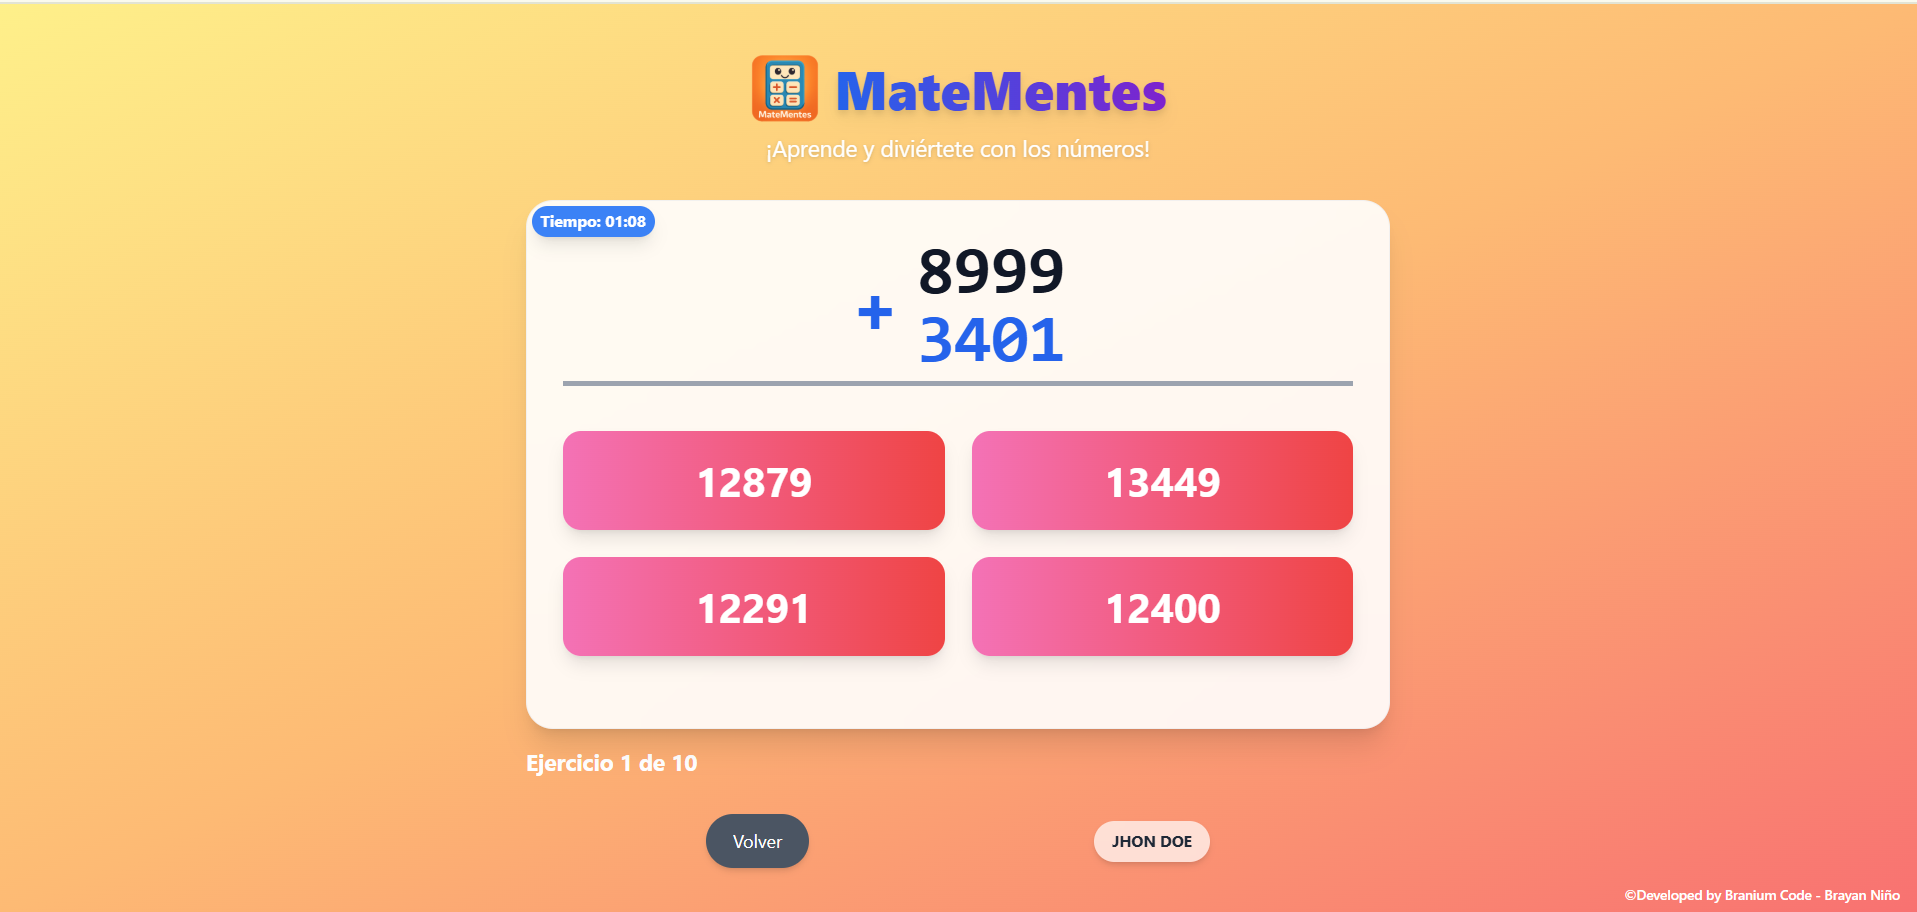 MateMentes
MateMentes
¡Aprende y diviértete con los números!
Tiempo: 01:08
8999
+ 3401
12879 13449
12291 12400
Ejercicio 1 de 10
Volver JHON DOE
©Developed by Branium Code - Brayan Niño